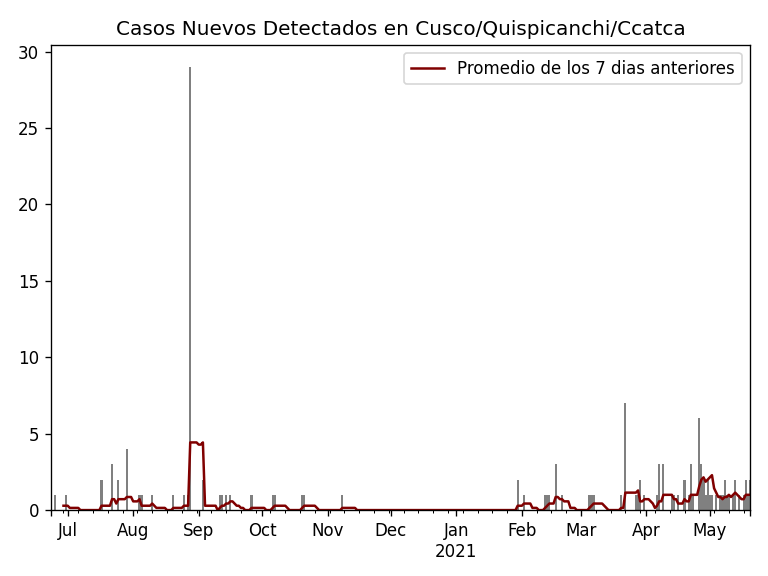 Casos Nuevos Detectados en Cusco/Quispicanchi/Ccatca
Promedio de los 7 dias anteriores
30
25
20
15
10
5
0
Jul Aug Sep Oct Nov Dec Jan Feb Mar Apr May
2021